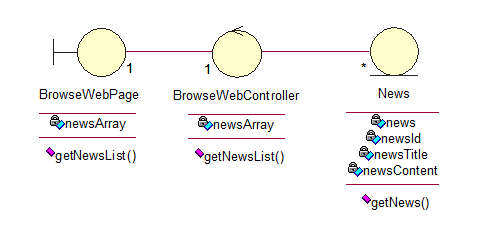 1
1
*
BrowseWebPage
BrowseWebController
News
newsArray
newsArray
news
newsId
newsTitle
newsContent
getNewsList()
getNewsList()
getNews()